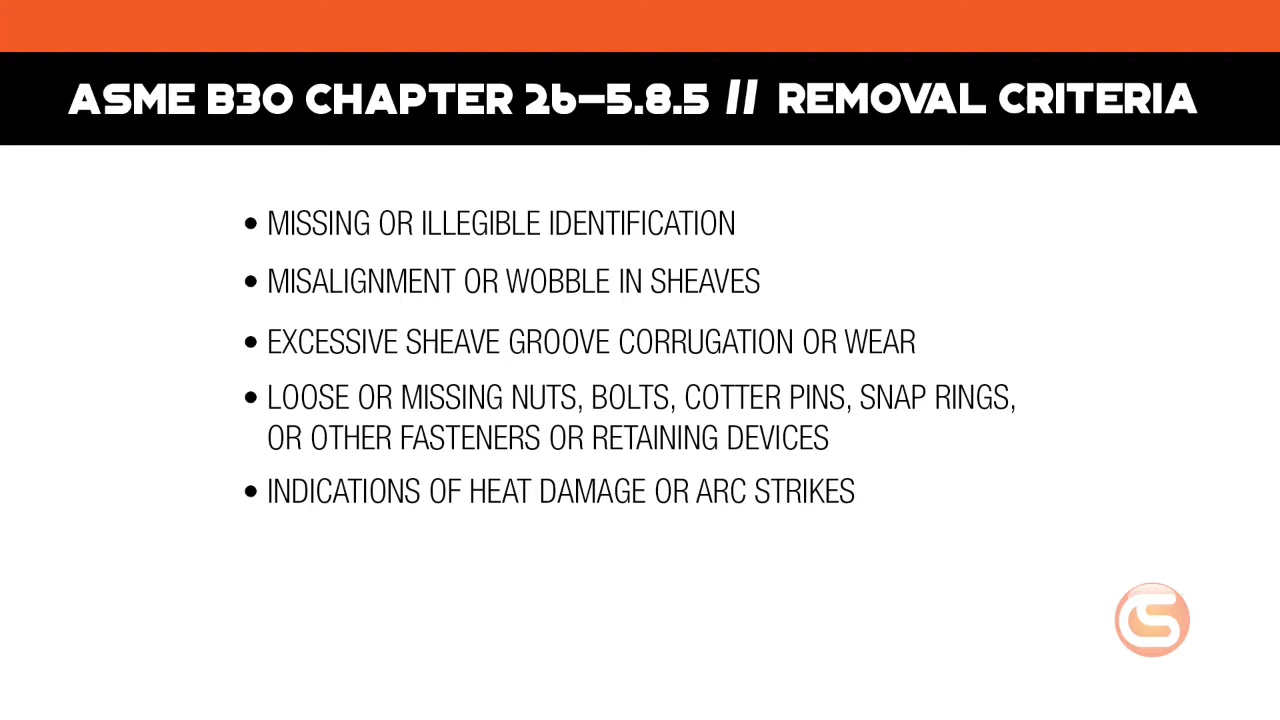 ASME B30 CHAPTER 26–5.8.5 // REMOVAL CRITERIA
• MISSING OR ILLEGIBLE IDENTIFICATION
• MISALIGNMENT OR WOBBLE IN SHEAVES
• EXCESSIVE SHEAVE GROOVE CORRUGATION OR WEAR
• LOOSE OR MISSING NUTS, BOLTS, COTTER PINS, SNAP RINGS,
OR OTHER FASTENERS OR RETAINING DEVICES
• INDICATIONS OF HEAT DAMAGE OR ARC STRIKES